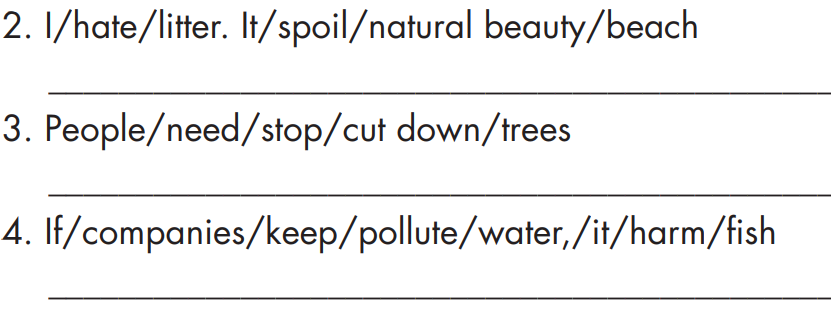 2. I/hate/litter. It/spoil/natural beauty/beach
3. People/need/stop/cut down/trees
4. If/companies/keep/pollute/water,/it/harm/fish